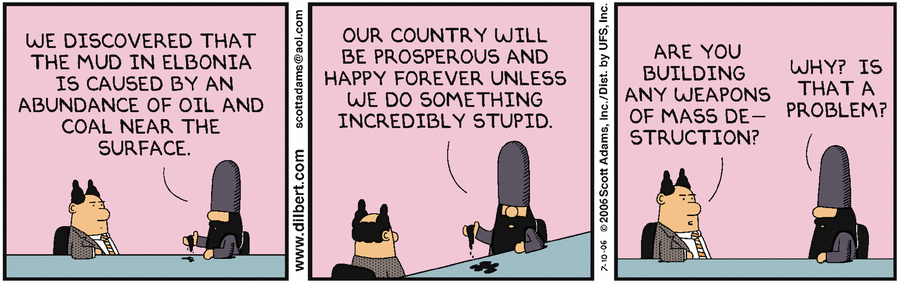 WE DISCOVERED THAT
THE MUD IN ELBONIA
IS CAUSED BY AN
ABUNDANCE OF OIL AND
COAL NEAR THE
SURFACE.
www.dilbert.com scottadams@aol.com
OUR COUNTRY WILL
BE PROSPEROUS AND
HAPPY FOREVER UNLESS
WE DO SOMETHING
INCREDIBLY STUPID.
7-10-06 ©2006 Scott Adams, Inc./Dist. by UFS, Inc.
ARE YOU
BUILDING
ANY WEAPONS
OF MASS DE-
STRUCTION?
WHY? IS
THAT A
PROBLEM?